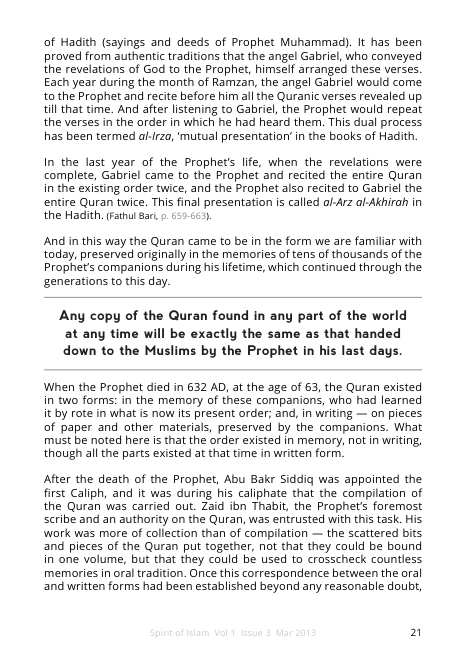 of Hadith (sayings and deeds of Prophet Muhammad). It has been
proved from authentic traditions that the angel Gabriel, who conveyed
the revelations of God to the Prophet, himself arranged these verses.
Each year during the month of Ramzan, the angel Gabriel would come
to the Prophet and recite before him all the Quranic verses revealed up
till that time. And after listening to Gabriel, the Prophet would repeat
the verses in the order in which he had heard them. This dual process
has been termed al-Irza, ‘mutual presentation’ in the books of Hadith.
In the last year of the Prophet’s life, when the revelations were
complete, Gabriel came to the Prophet and recited the entire Quran
in the existing order twice, and the Prophet also recited to Gabriel the
entire Quran twice. This final presentation is called al-Arz al-Akhirah in
the Hadith. (Fathul Bari, p. 659-663).
And in this way the Quran came to be in the form we are familiar with
today, preserved originally in the memories of tens of thousands of the
Prophet’s companions during his lifetime, which continued through the
generations to this day.
Any copy of the Quran found in any part of the world
at any time will be exactly the same as that handed
down to the Muslims by the Prophet in his last days.
When the Prophet died in 632 AD, at the age of 63, the Quran existed
in two forms: in the memory of these companions, who had learned
it by rote in what is now its present order; and, in writing — on pieces
of paper and other materials, preserved by the companions. What
must be noted here is that the order existed in memory, not in writing,
though all the parts existed at that time in written form.
After the death of the Prophet, Abu Bakr Siddiq was appointed the
first Caliph, and it was during his caliphate that the compilation of
the Quran was carried out. Zaid ibn Thabit, the Prophet’s foremost
scribe and an authority on the Quran, was entrusted with this task. His
work was more of collection than of compilation — the scattered bits
and pieces of the Quran put together, not that they could be bound
in one volume, but that they could be used to crosscheck countless
memories in oral tradition. Once this correspondence between the oral
and written forms had been established beyond any reasonable doubt,
Spirit of Islam Vol 1 Issue 3 Mar 2013 21